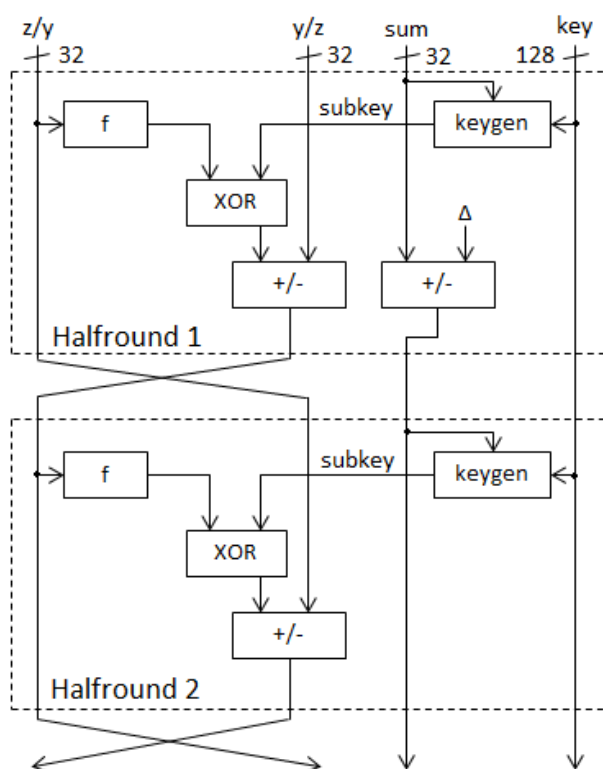 z/y y/z sum key
32 32 32 128
f subkey keygen
XOR
Δ
+/- +/-
Halfround 1
f subkey keygen
XOR
+/-
Halfround 2